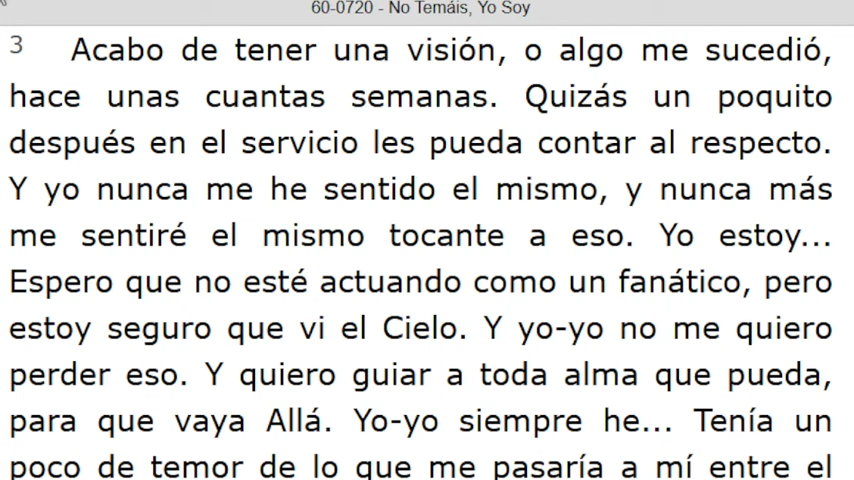 60-0720 - No Temáis, Yo Soy
3 Acabo de tener una visión, o algo me sucedió,
hace unas cuantas semanas. Quizás un poquito
después en el servicio les pueda contar al respecto.
Y yo nunca me he sentido el mismo, y nunca más
me sentiré el mismo tocante a eso. Yo estoy...
Espero que no esté actuando como un fanático, pero
estoy seguro que vi el Cielo. Y yo-yo no me quiero
perder eso. Y quiero guiar a toda alma que pueda,
para que vaya Allá. Yo-yo siempre he... Tenía un
poco de temor de lo que me pasaría a mí entre el